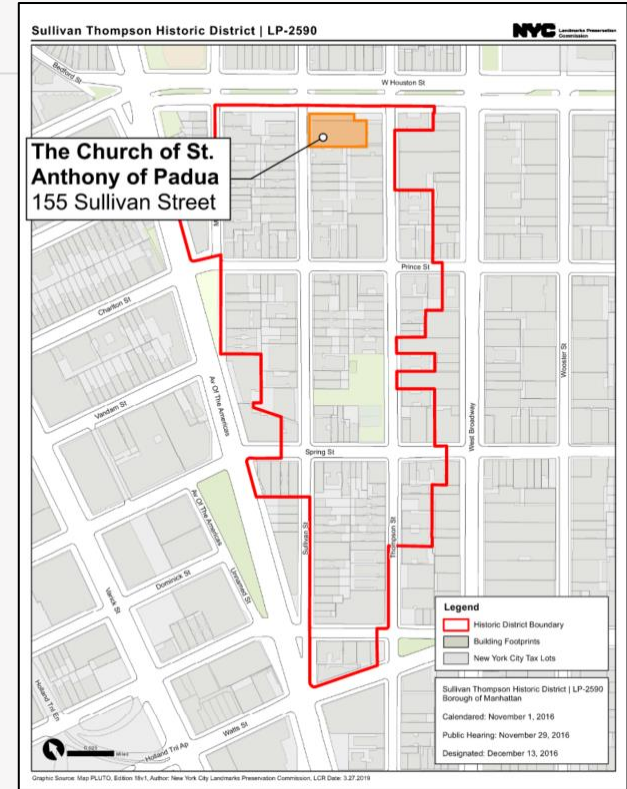 Sullivan Thompson Historic District | LP-2590
NYC Landmarks Preservation
Commission
Bedford St
W Houston St
The Church of St.
Anthony of Padua
155 Sullivan Street
M
Prince St
Charlton St
Wooster St
Av Of The Americas
Vandam St
West Broadway
Spring St
Av Of The Americas
Sullivan St
Thompson St
Dominick St
Unnamed St
Varick St
Legend
Historic District Boundary
Building Footprints
New York City Tax Lots
Holland Tnl En
Watts St
Holland Tnl Ap
Miles
Sullivan Thompson Historic District | LP-2590
Borough of Manhattan
Calendared: November 1, 2016
Public Hearing: November 29, 2016
Designated: December 13, 2016
Graphic Source: Map PLUTO, Edition 18v1, Author: New York City Landmarks Preservation Commission, LCR Date: 3.27.2019